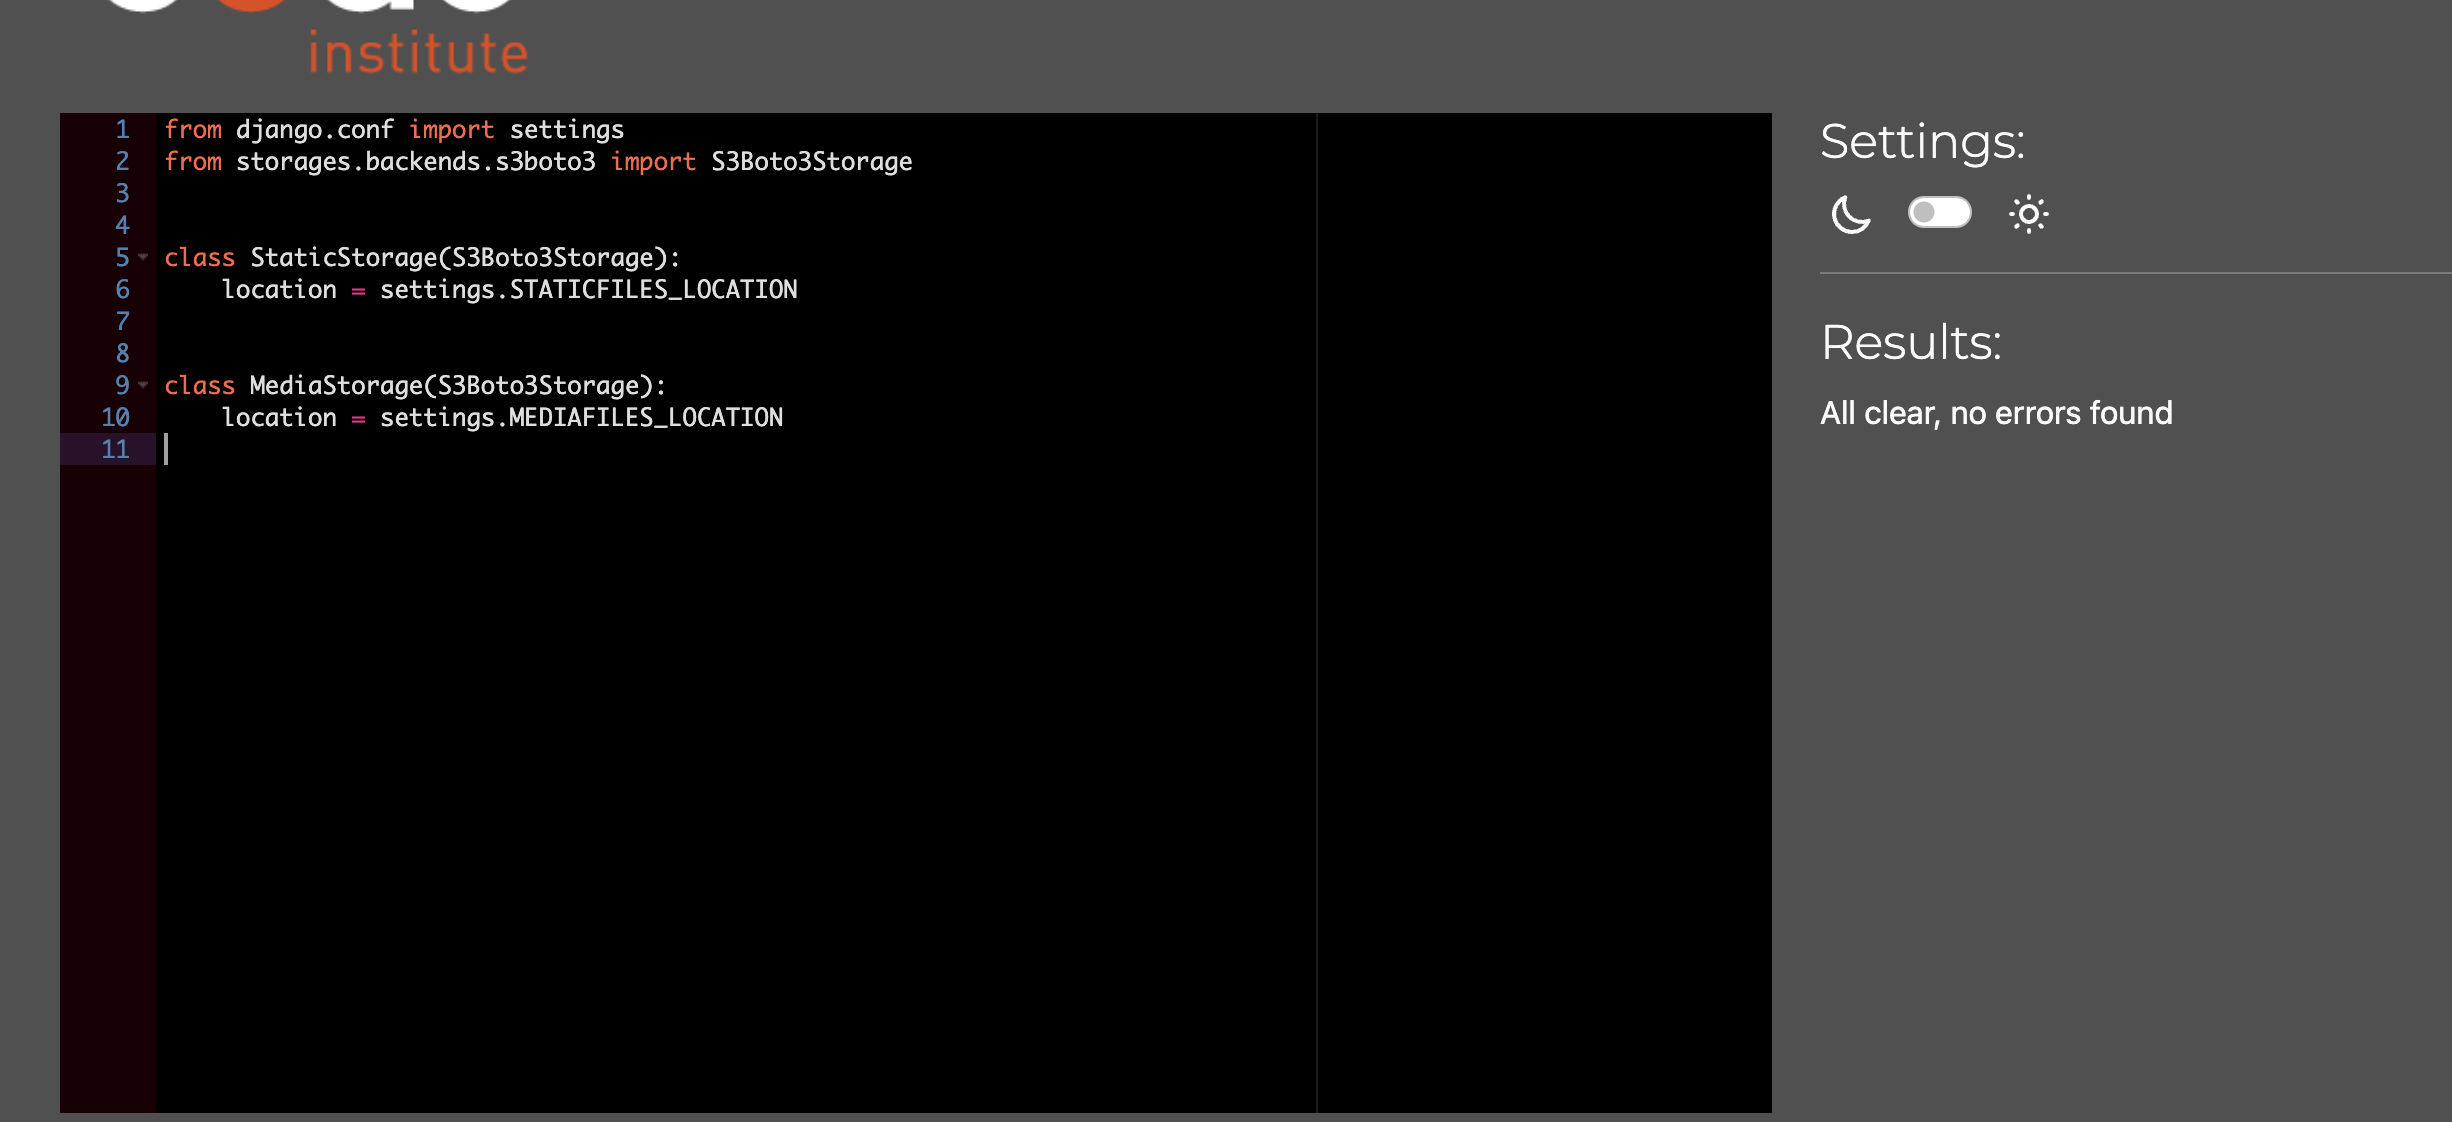 institute
1 from django.conf import settings
2 from storages.backends.s3boto3 import S3Boto3Storage
3
4
5 class StaticStorage(S3Boto3Storage):
6     location = settings.STATICFILES_LOCATION
7
8
9 class MediaStorage(S3Boto3Storage):
10     location = settings.MEDIAFILES_LOCATION
11
Settings:
Results:
All clear, no errors found